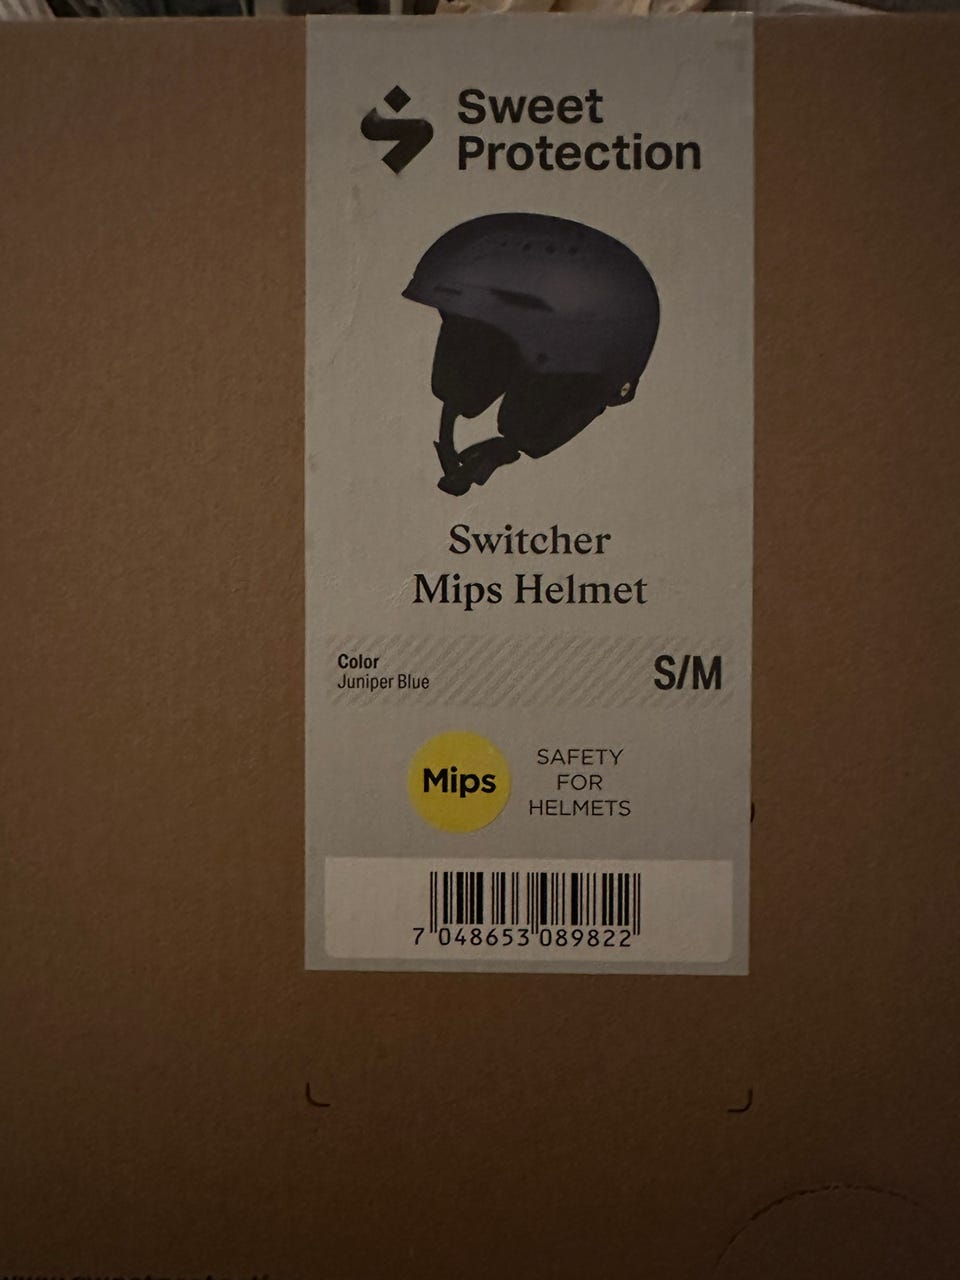 Sweet
Protection
Switcher
Mips Helmet
Color
Juniper Blue
S/M
Mips
SAFETY
FOR
HELMETS
7 048653 089822